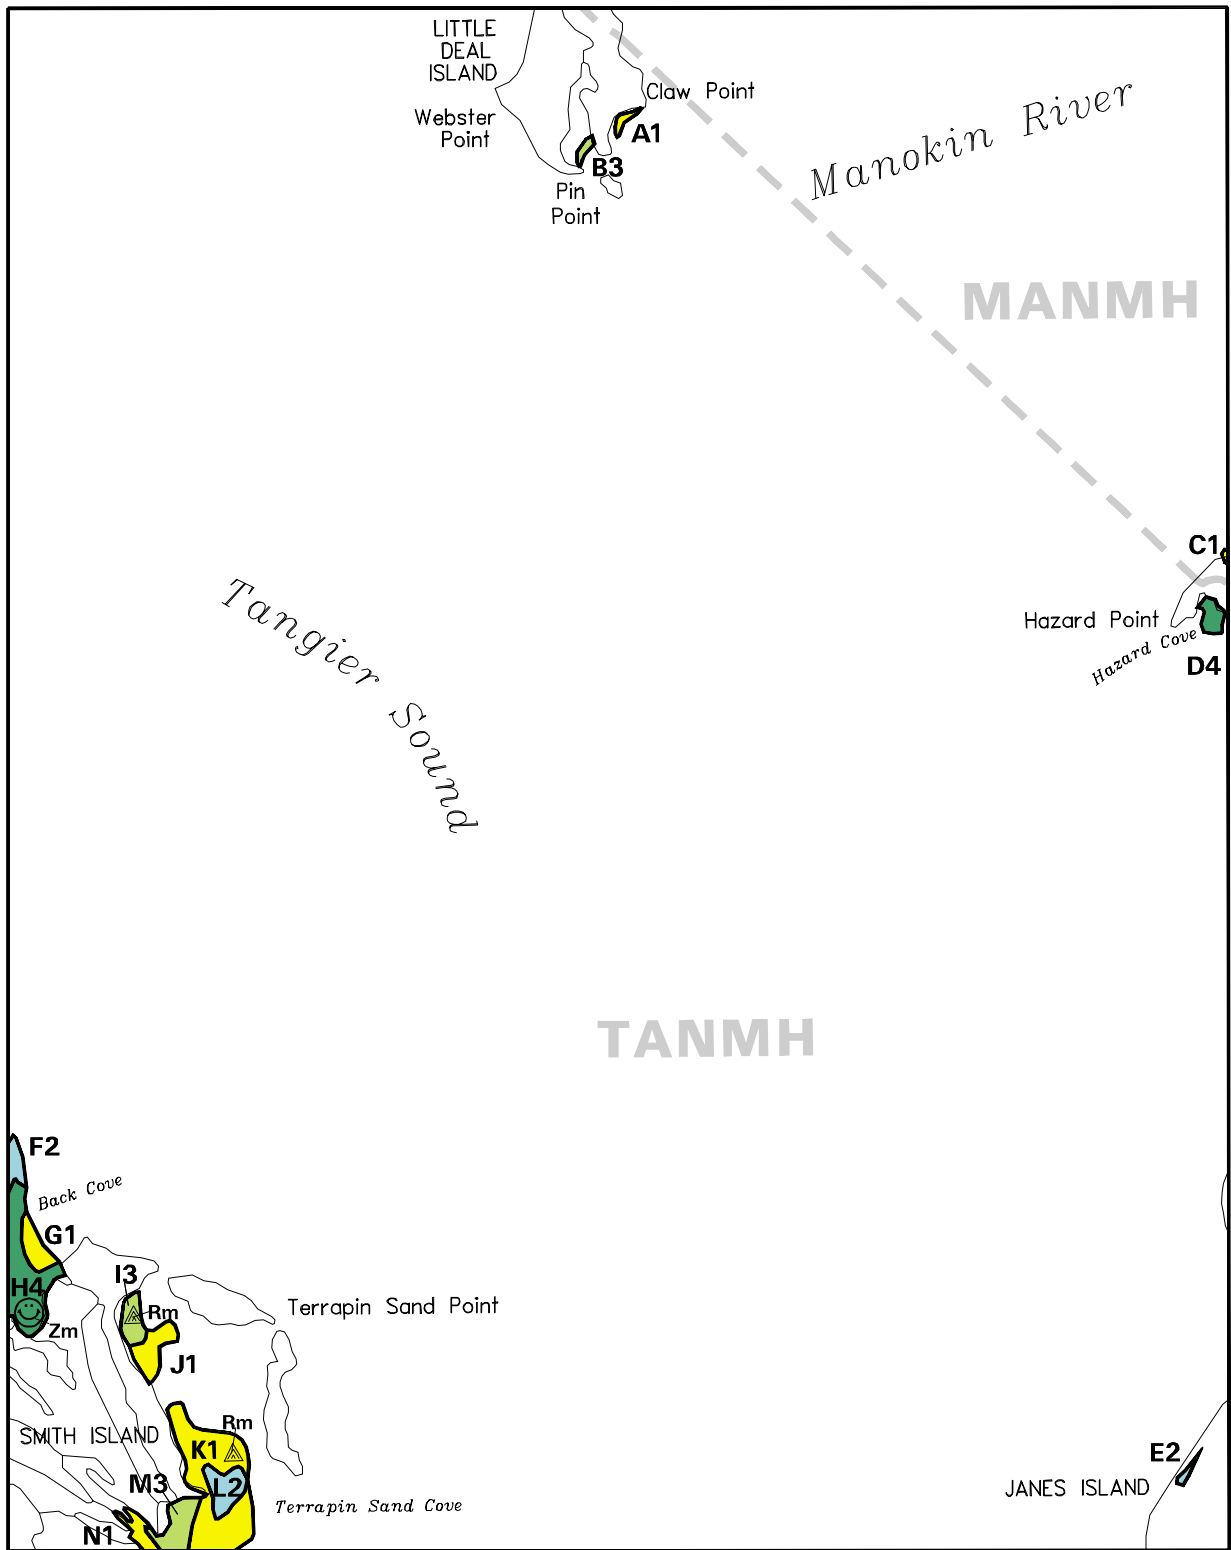 LITTLE
DEAL
ISLAND
Claw Point
Webster
Point
A1
B3
Pin
Point
Manokin River
MANMH
C1
Hazard Point
Hazard Cove
D4
Tangier Sound
TANMH
F2
Back Cove
G1
I3
H4
Rm
Zm
Terrapin Sand Point
J1
Rm
SMITH ISLAND
K1
E2
M3
L2
JANES ISLAND
Terrapin Sand Cove
N1